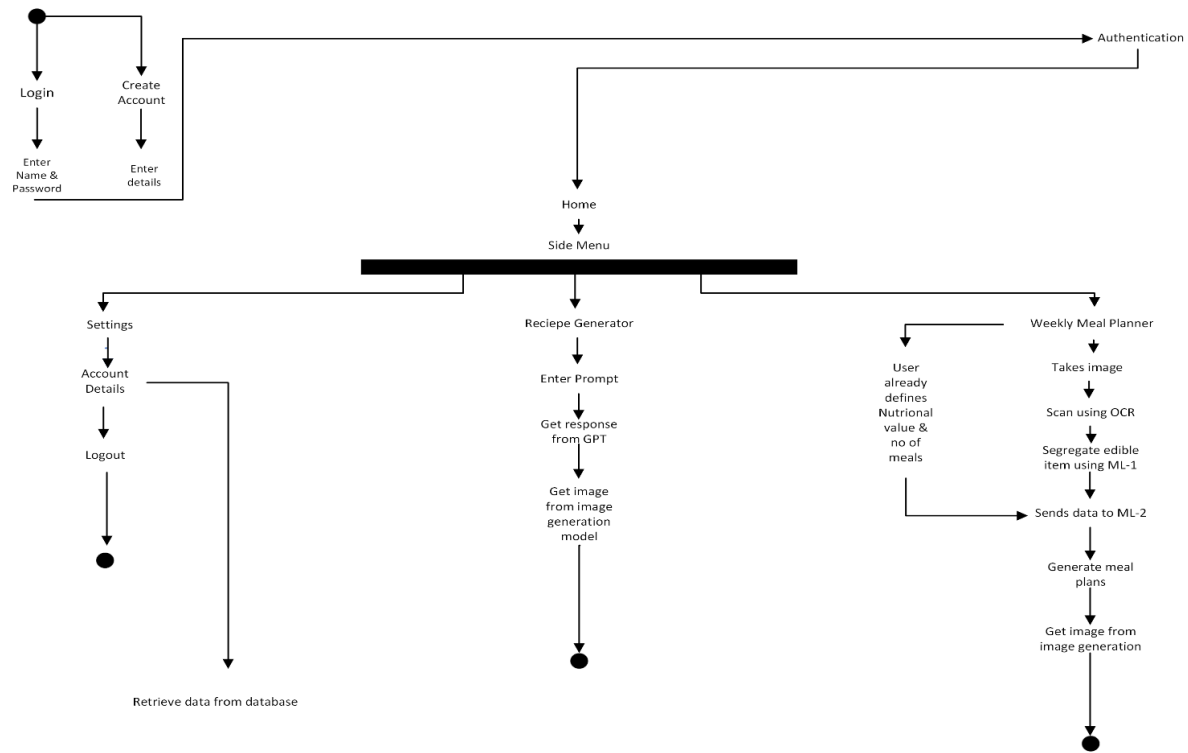 Authentication
Login
Create
Account
Enter
Name &
Password
Enter
details
Home
Side Menu
Settings
Account
Details
Logout
Retrieve data from database
Reciepe Generator
Enter Prompt
Get response
from GPT
Get image
from image
generation
model
Weekly Meal Planner
User
already
defines
Nutrional
value &
no of
meals
Takes image
Scan using OCR
Segregate edible
item using ML-1
Sends data to ML-2
Generate meal
plans
Get image from
image generation